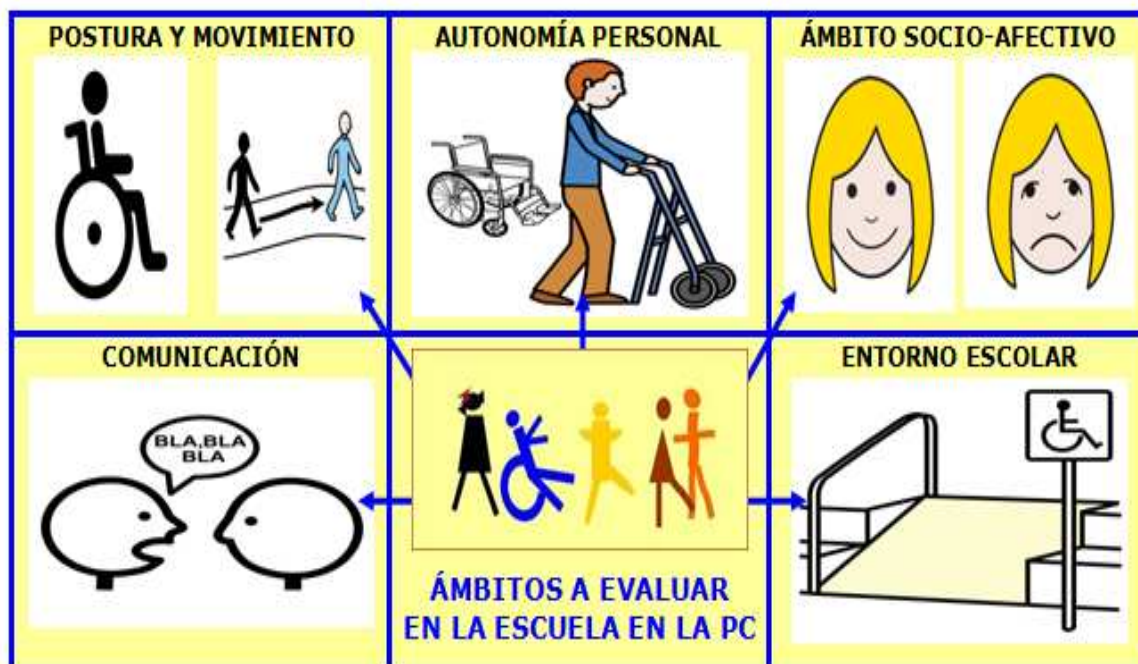 POSTURA Y MOVIMIENTO
AUTONOMÍA PERSONAL
ÁMBITO SOCIO-AFECTIVO
COMUNICACIÓN
BLA,BLA
BLA
ÁMBITOS A EVALUAR
EN LA ESCUELA EN LA PC
ENTORNO ESCOLAR